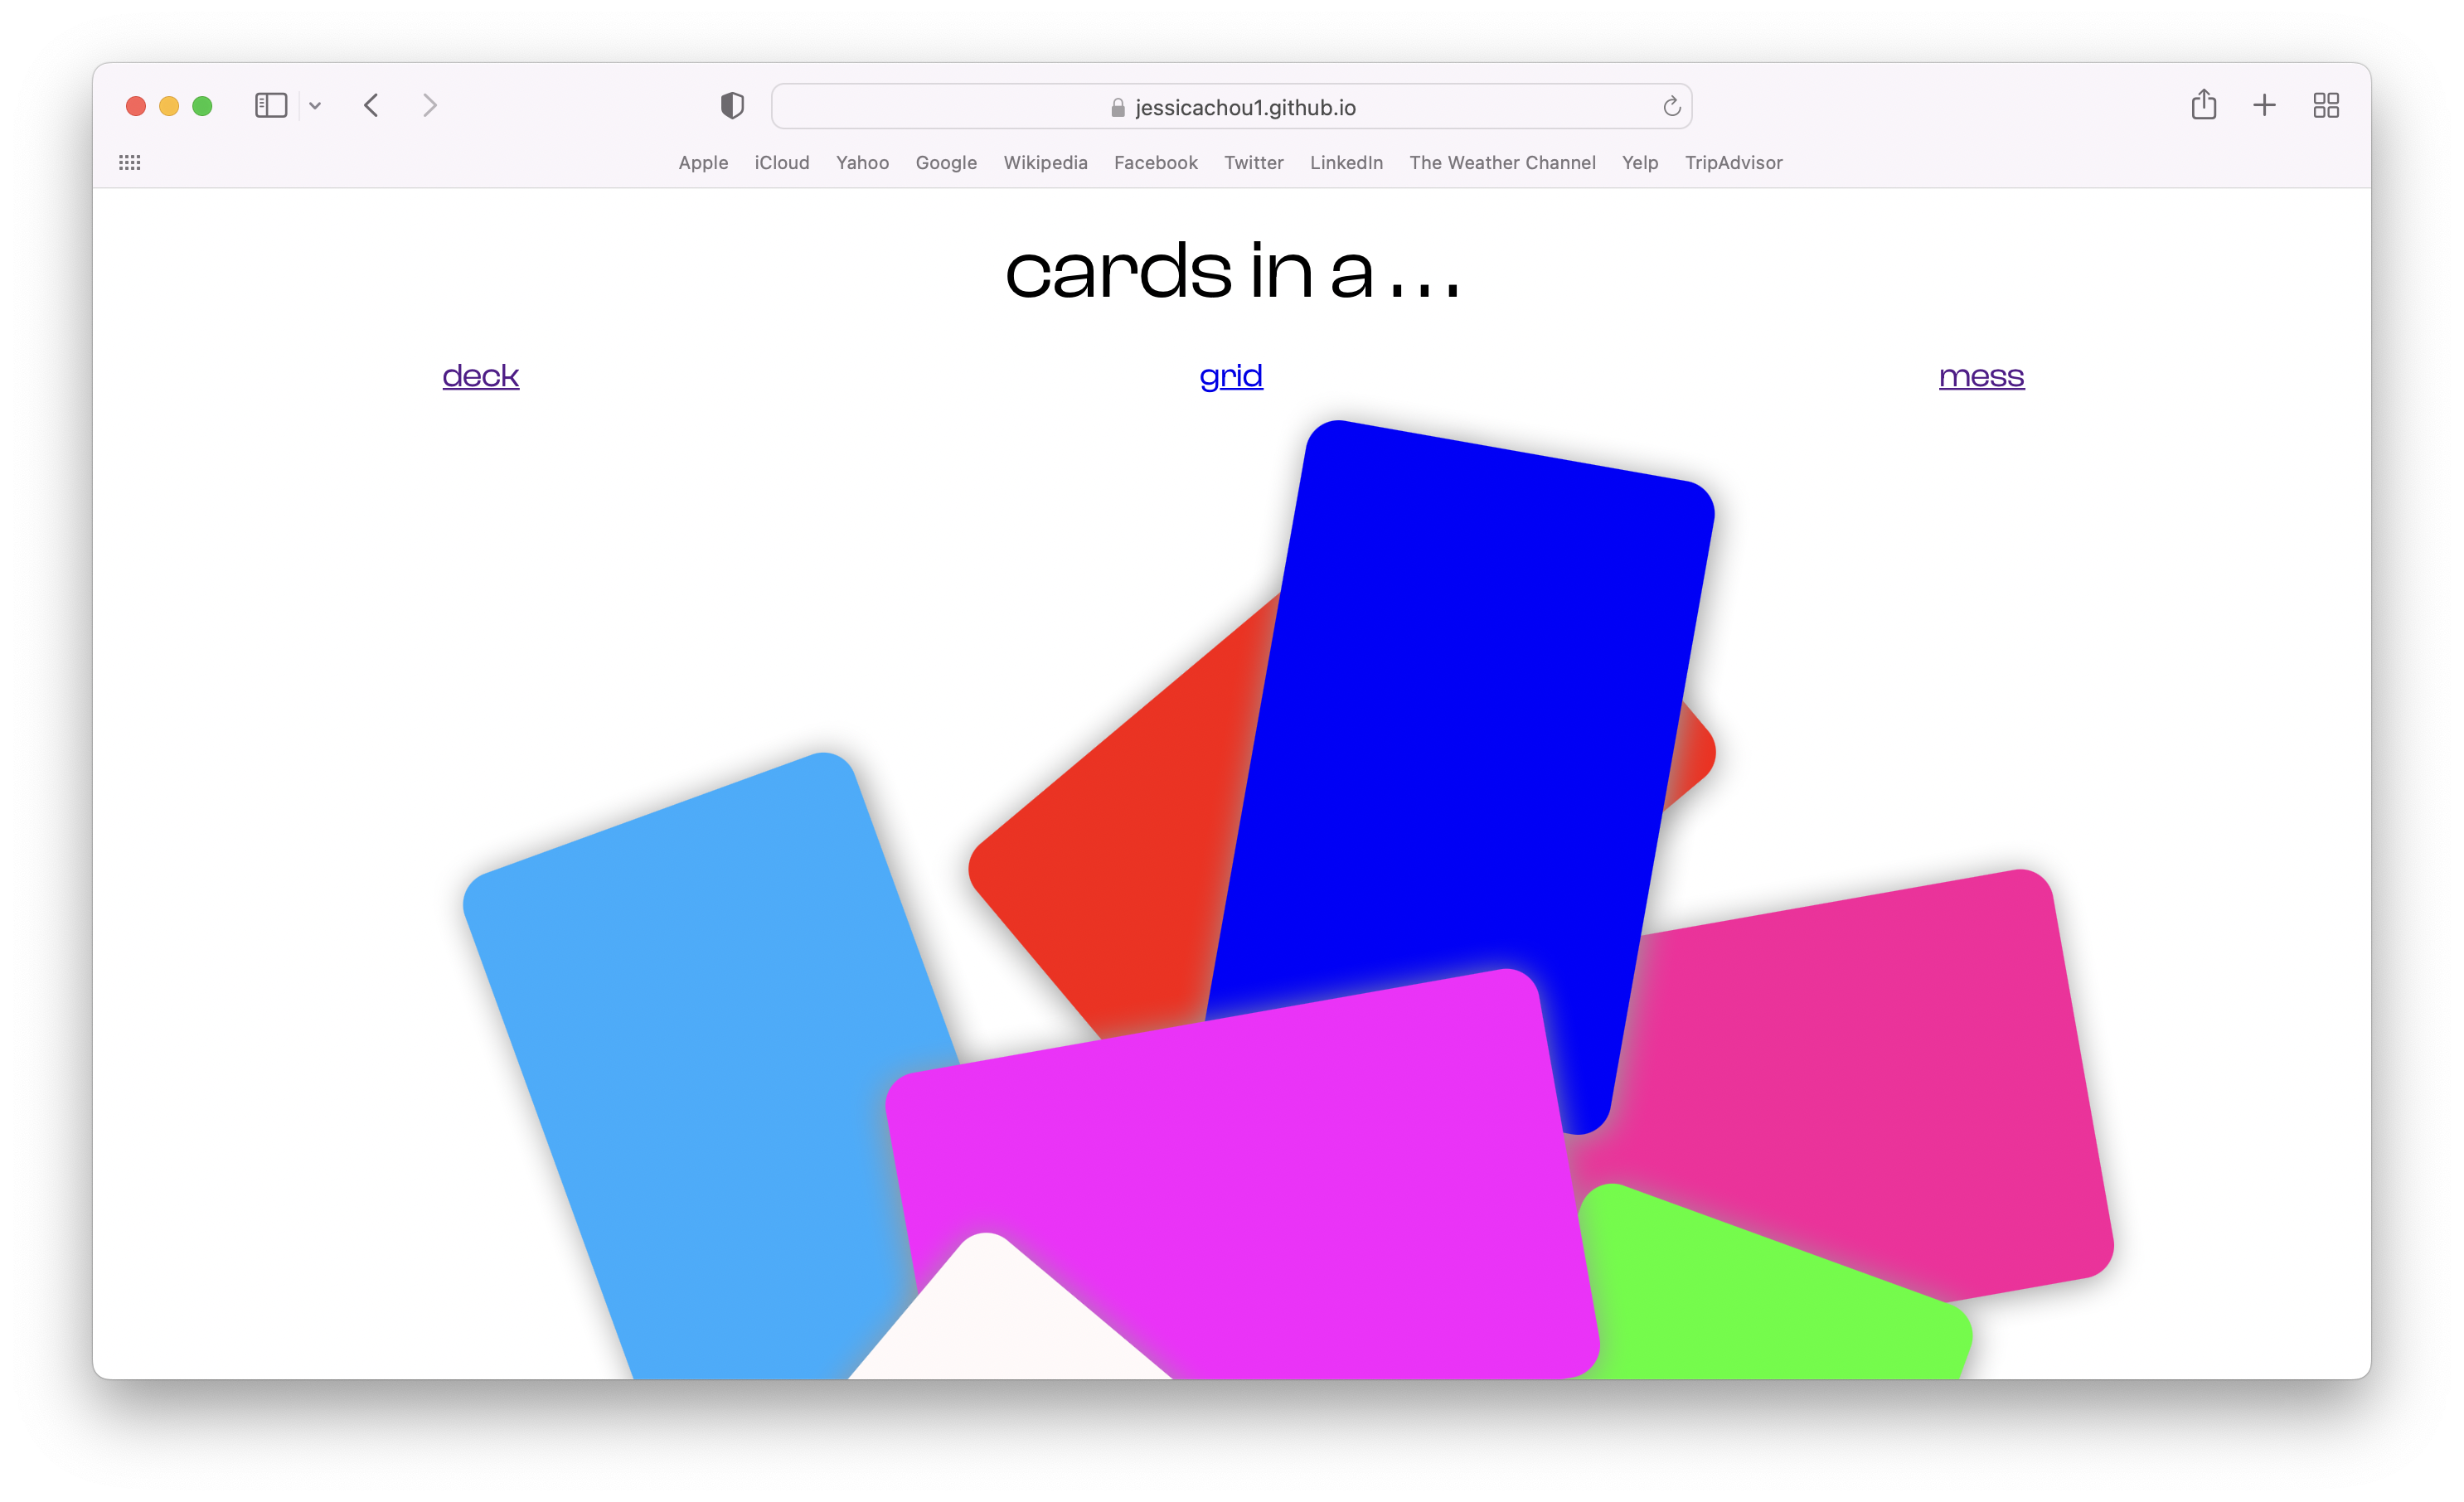 jessicachou1.github.io
Apple iCloud Yahoo Google Wikipedia Facebook Twitter LinkedIn The Weather Channel Yelp TripAdvisor
cards in a . . .
deck grid mess